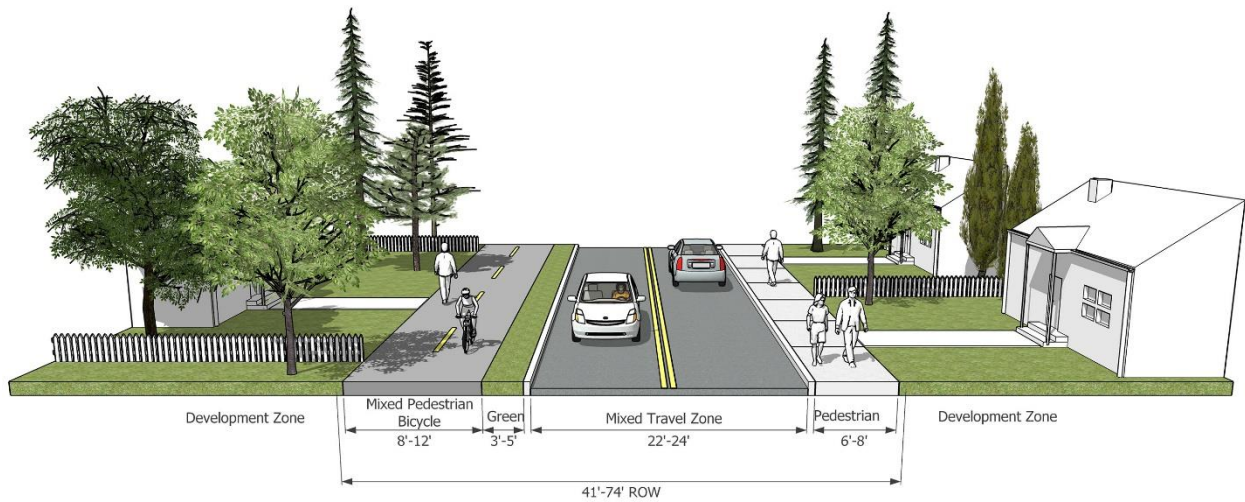 Development Zone
Mixed Pedestrian
Bicycle
8'-12'
Green
3'-5'
Mixed Travel Zone
22'-24'
Pedestrian
6'-8'
Development Zone
41'-74' ROW